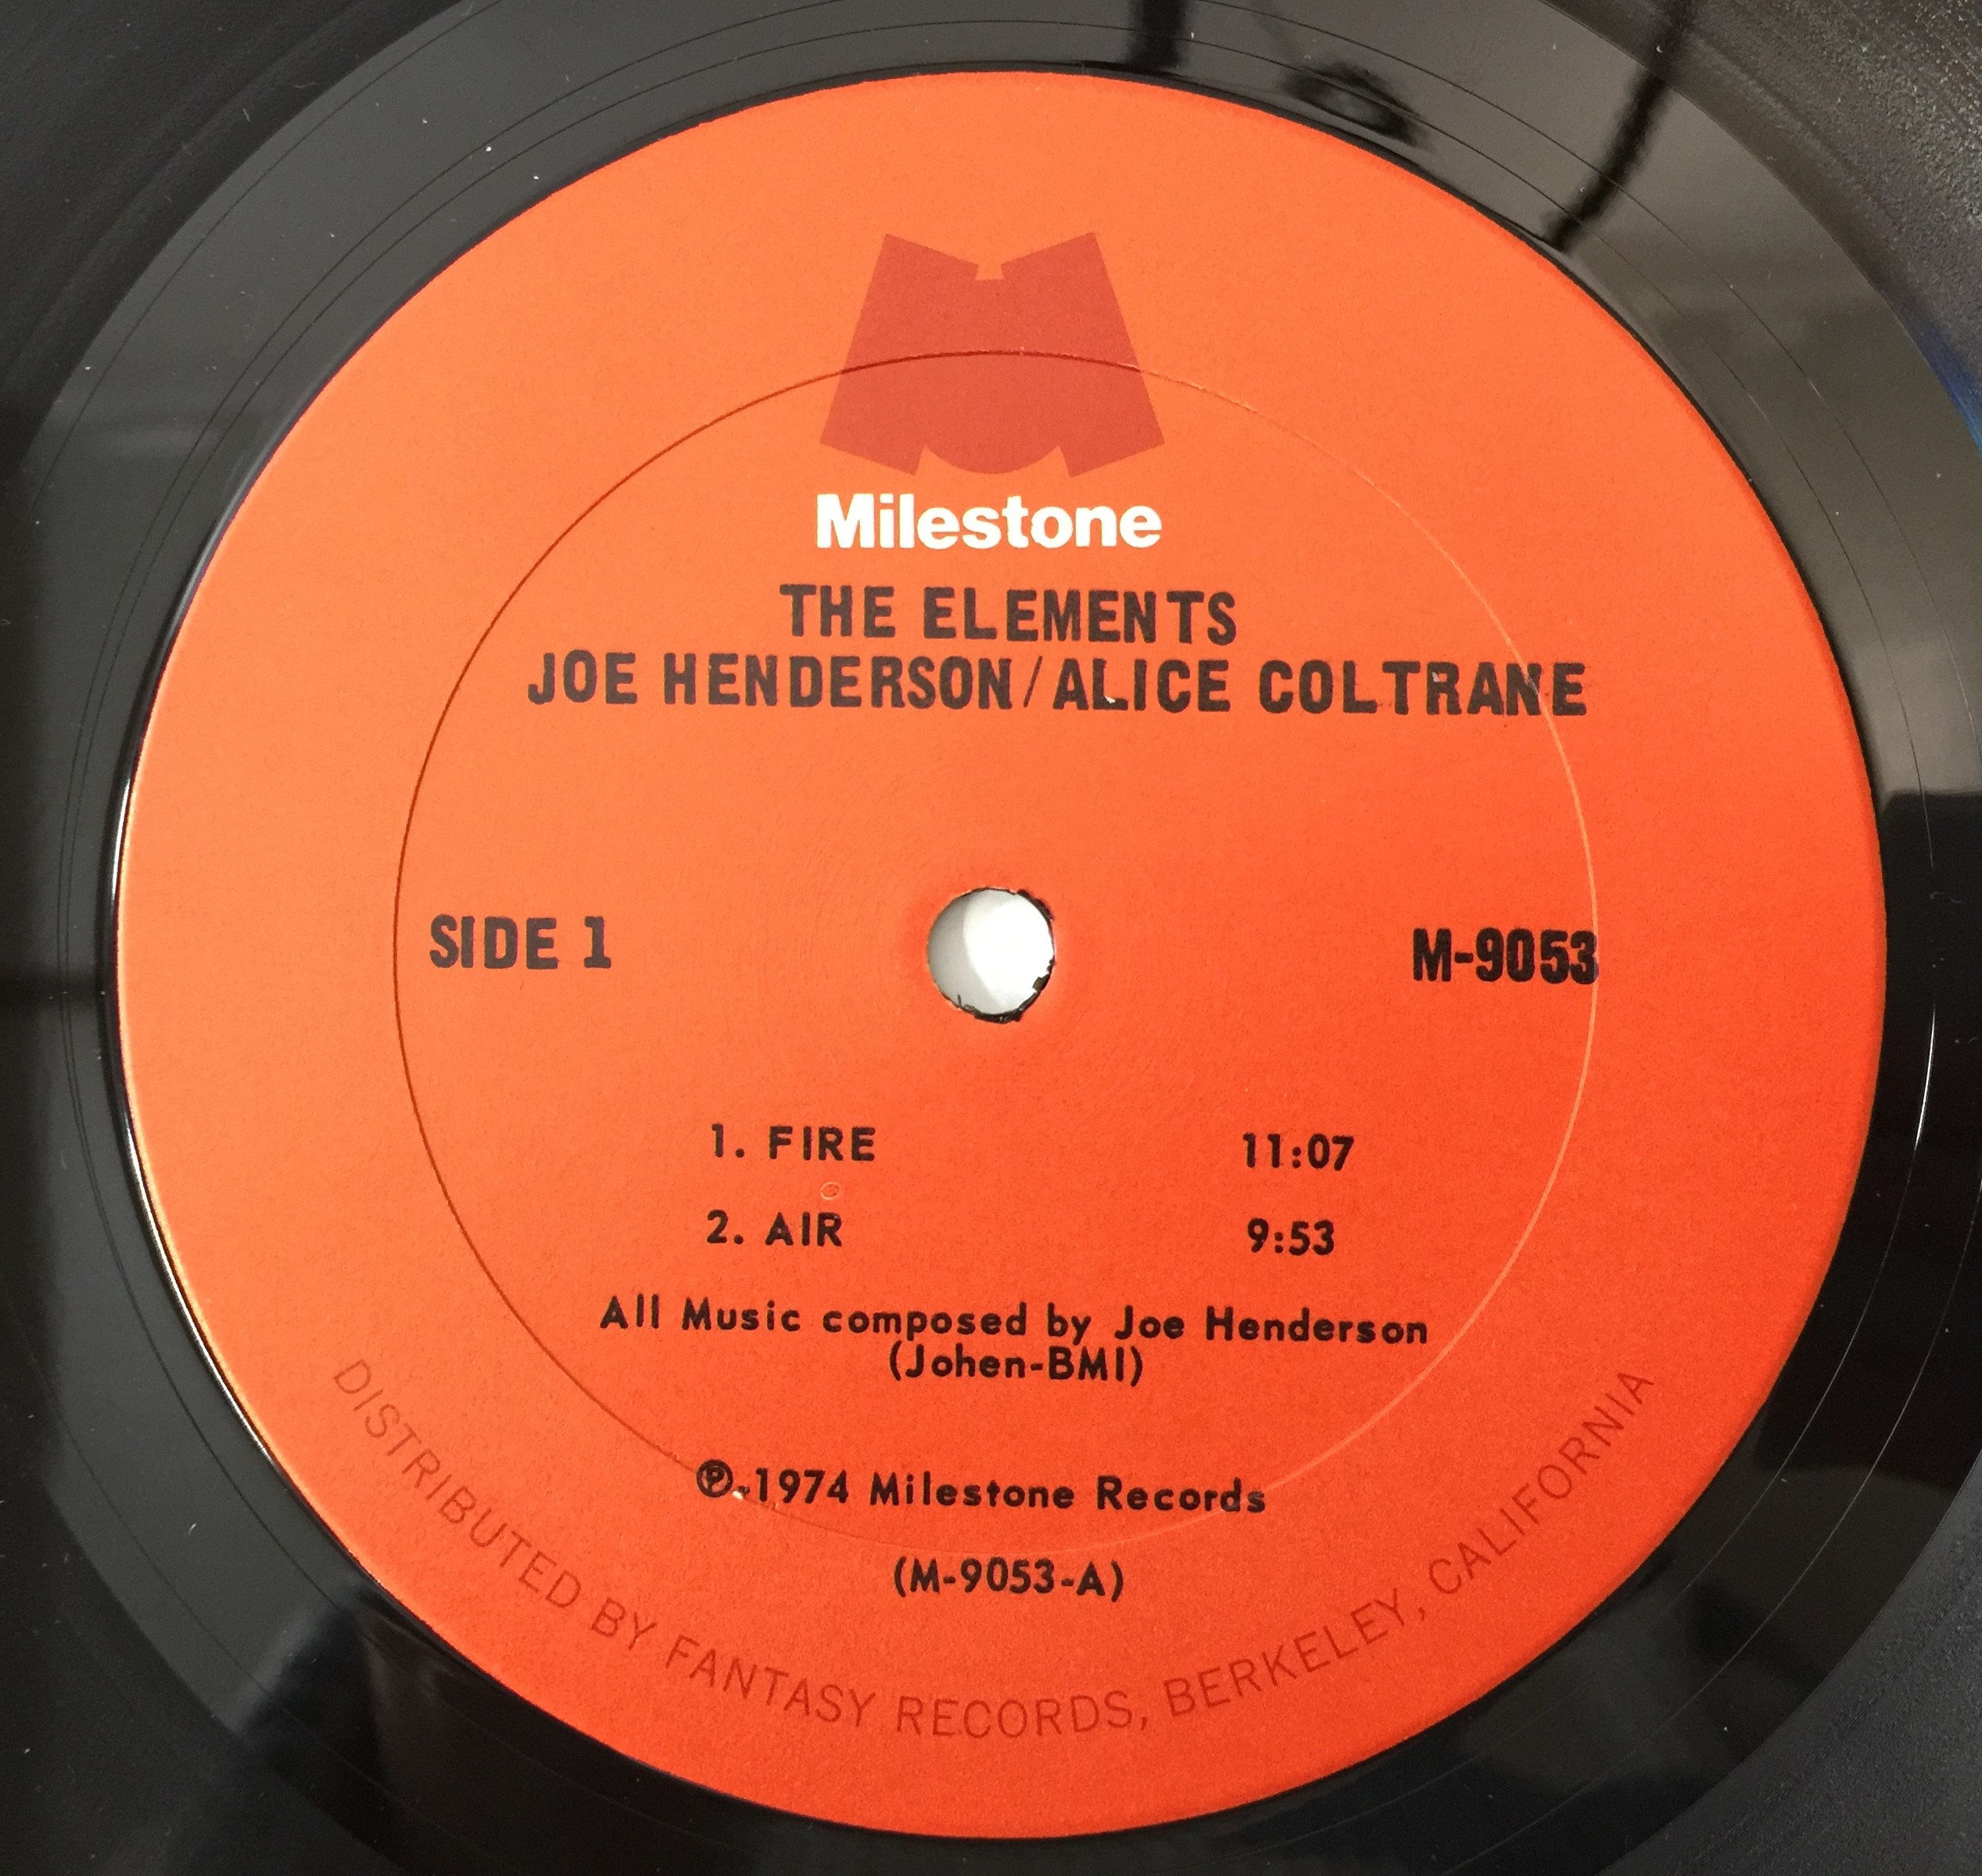 Milestone
THE ELEMENTS
JOE HENDERSON/ALICE COLTRANE
SIDE 1
M-9053
1. FIRE 11:07
2. AIR 9:53
All Music composed by Joe Henderson
(Johen-BMI)
℗-1974 Milestone Records
(M-9053-A)
DISTRIBUTED BY FANTASY RECORDS, BERKELEY, CALIFORNIA